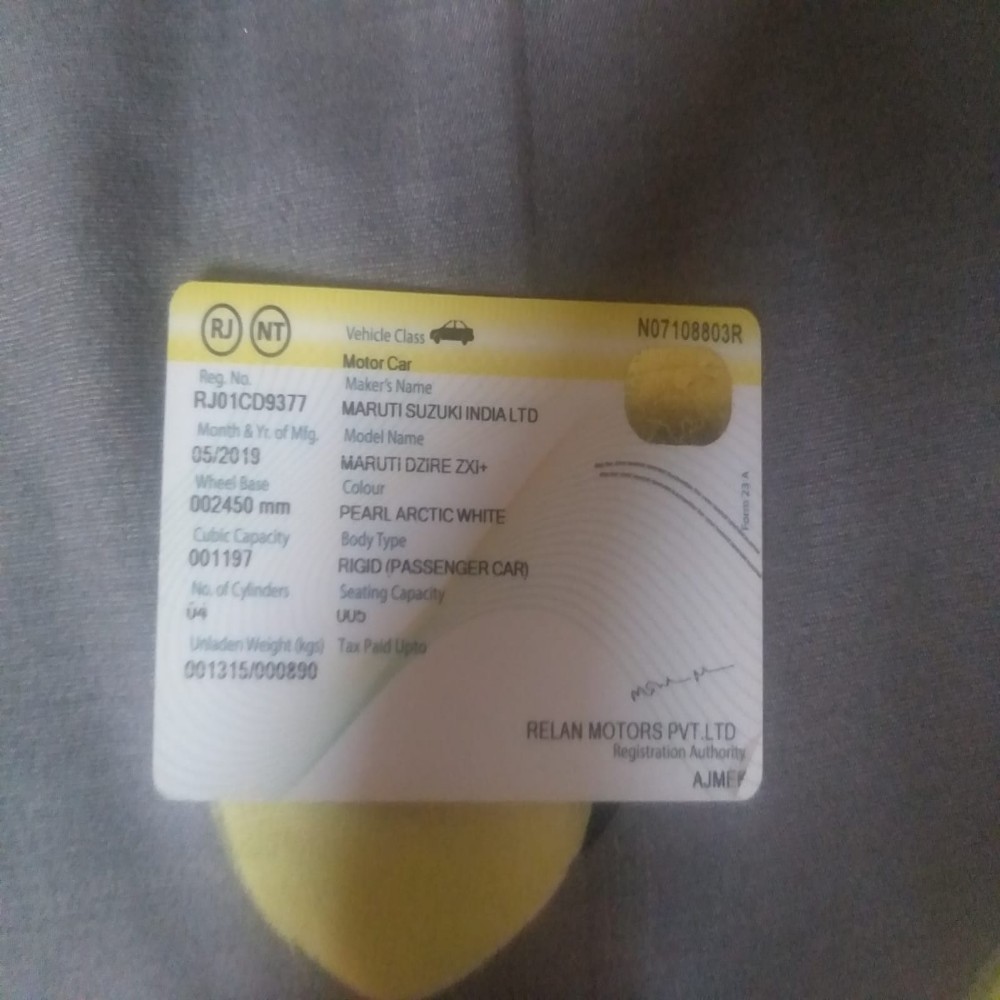 RJ NT
Vehicle Class
N07108803R
Motor Car
Reg. No.
RJ01CD9377
Maker's Name
MARUTI SUZUKI INDIA LTD
Month & Yr. of Mfg.
05/2019
Model Name
MARUTI DZIRE ZXi+
Wheel Base
002450 mm
Colour
PEARL ARCTIC WHITE
Cubic Capacity
001197
Body Type
RIGID (PASSENGER CAR)
No. of Cylinders
04
Seating Capacity
005
Unladen Weight (kgs)
001315/000890
Tax Paid Upto
Form 23 A
RELAN MOTORS PVT.LTD
Registration Authority